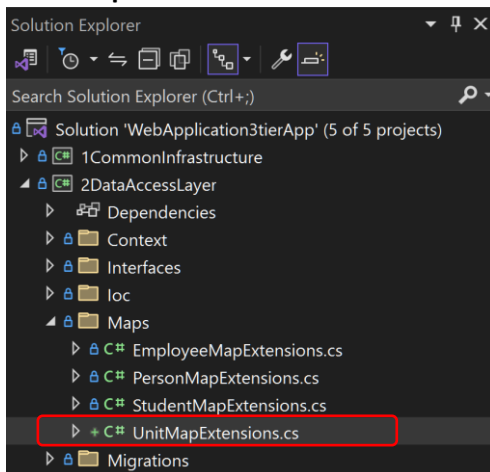 Solution Explorer
Search Solution Explorer (Ctrl+;)
Solution 'WebApplication3tierApp' (5 of 5 projects)
C# 1CommonInfrastructure
C# 2DataAccessLayer
Dependencies
Context
Interfaces
Ioc
Maps
C# EmployeeMapExtensions.cs
C# PersonMapExtensions.cs
C# StudentMapExtensions.cs
+ C# UnitMapExtensions.cs
Migrations